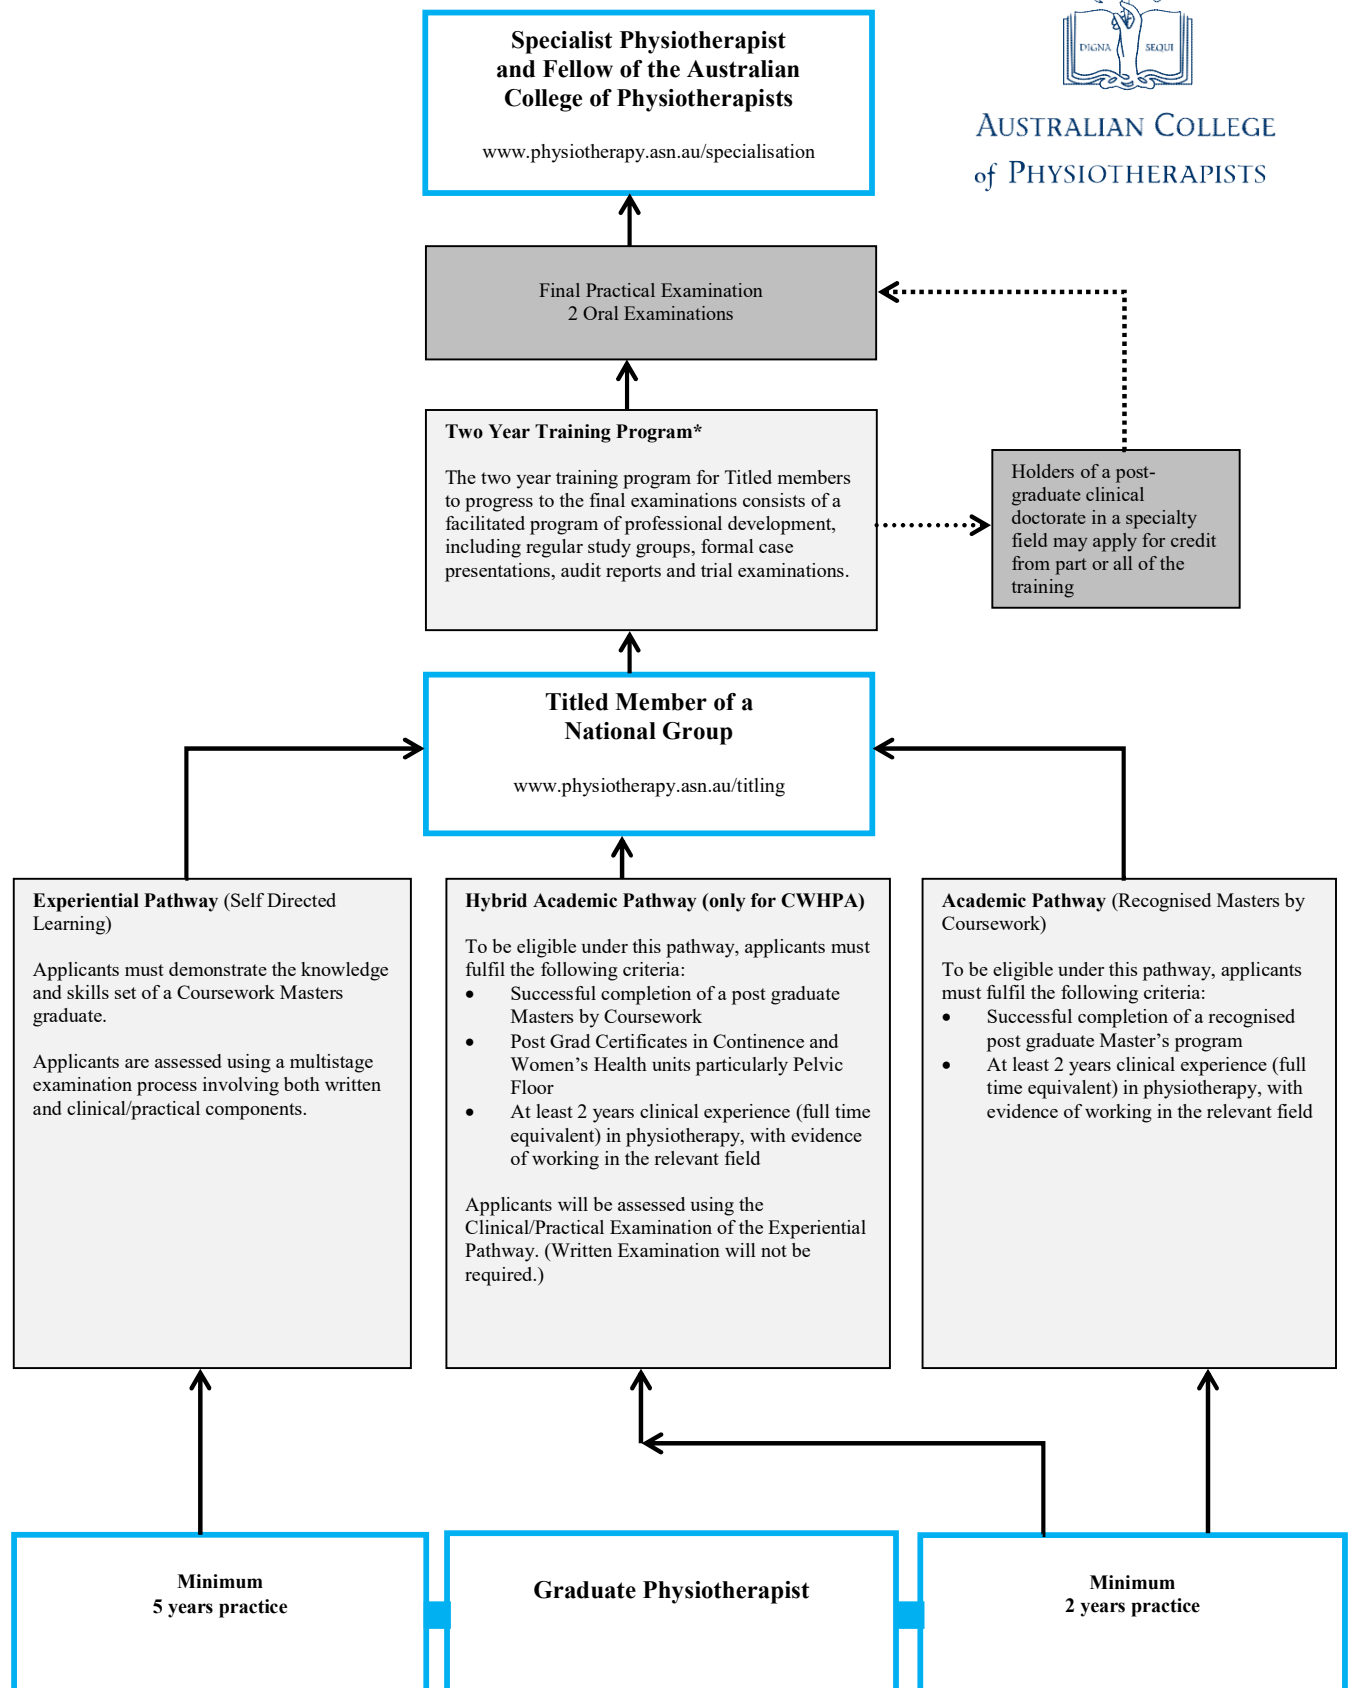 DIGNA SEQUI
AUSTRALIAN COLLEGE
of PHYSIOTHERAPISTS
Specialist Physiotherapist
and Fellow of the Australian
College of Physiotherapists
www.physiotherapy.asn.au/specialisation
Final Practical Examination
2 Oral Examinations
Two Year Training Program*
The two year training program for Titled members
to progress to the final examinations consists of a
facilitated program of professional development,
including regular study groups, formal case
presentations, audit reports and trial examinations.
Holders of a post-
graduate clinical
doctorate in a specialty
field may apply for credit
from part or all of the
training
Titled Member of a
National Group
www.physiotherapy.asn.au/titling
Experiential Pathway (Self Directed
Learning)
Applicants must demonstrate the knowledge
and skills set of a Coursework Masters
graduate.
Applicants are assessed using a multistage
examination process involving both written
and clinical/practical components.
Hybrid Academic Pathway (only for CWHPA)
To be eligible under this pathway, applicants must
fulfil the following criteria:
• Successful completion of a post graduate
Masters by Coursework
• Post Grad Certificates in Continence and
Women’s Health units particularly Pelvic
Floor
• At least 2 years clinical experience (full time
equivalent) in physiotherapy, with evidence
of working in the relevant field
Applicants will be assessed using the
Clinical/Practical Examination of the Experiential
Pathway. (Written Examination will not be
required.)
Academic Pathway (Recognised Masters by
Coursework)
To be eligible under this pathway, applicants
must fulfil the following criteria:
• Successful completion of a recognised
post graduate Master’s program
• At least 2 years clinical experience (full
time equivalent) in physiotherapy, with
evidence of working in the relevant field
Minimum
5 years practice
Graduate Physiotherapist
Minimum
2 years practice